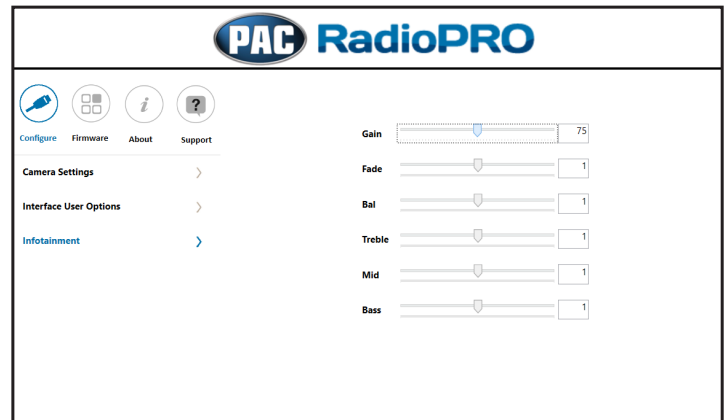 PAC RadioPRO
i ?
Configure Firmware About Support
Camera Settings
Interface User Options
Infotainment
Gain 75
Fade 1
Bal 1
Treble 1
Mid 1
Bass 1